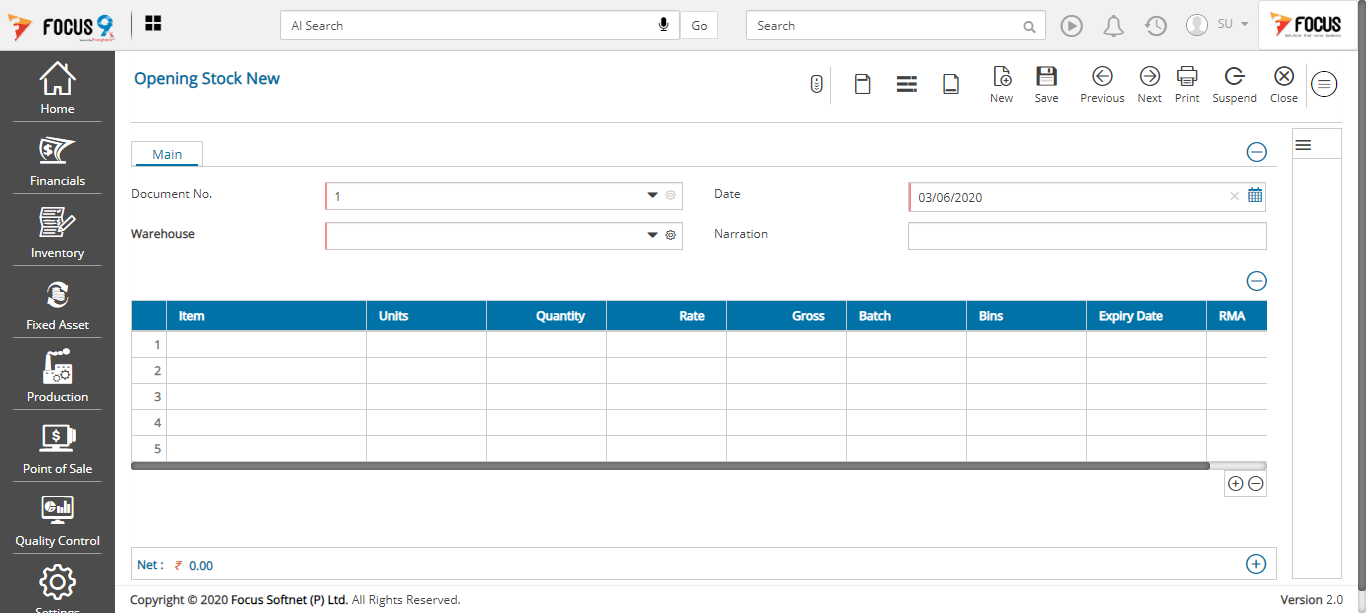 FOCUS 9
AI Search
Go
Search
SU
FOCUS
Home
Financials
Inventory
Fixed Asset
Production
Point of Sale
Quality Control
Settings
Opening Stock New
New
Save
Previous
Next
Print
Suspend
Close
Main
Document No.
1
Date
03/06/2020
Warehouse
Narration
Item Units Quantity Rate Gross Batch Bins Expiry Date RMA
1
2
3
4
5
Net : ₹ 0.00
Copyright © 2020 Focus Softnet (P) Ltd. All Rights Reserved.
Version 2.0